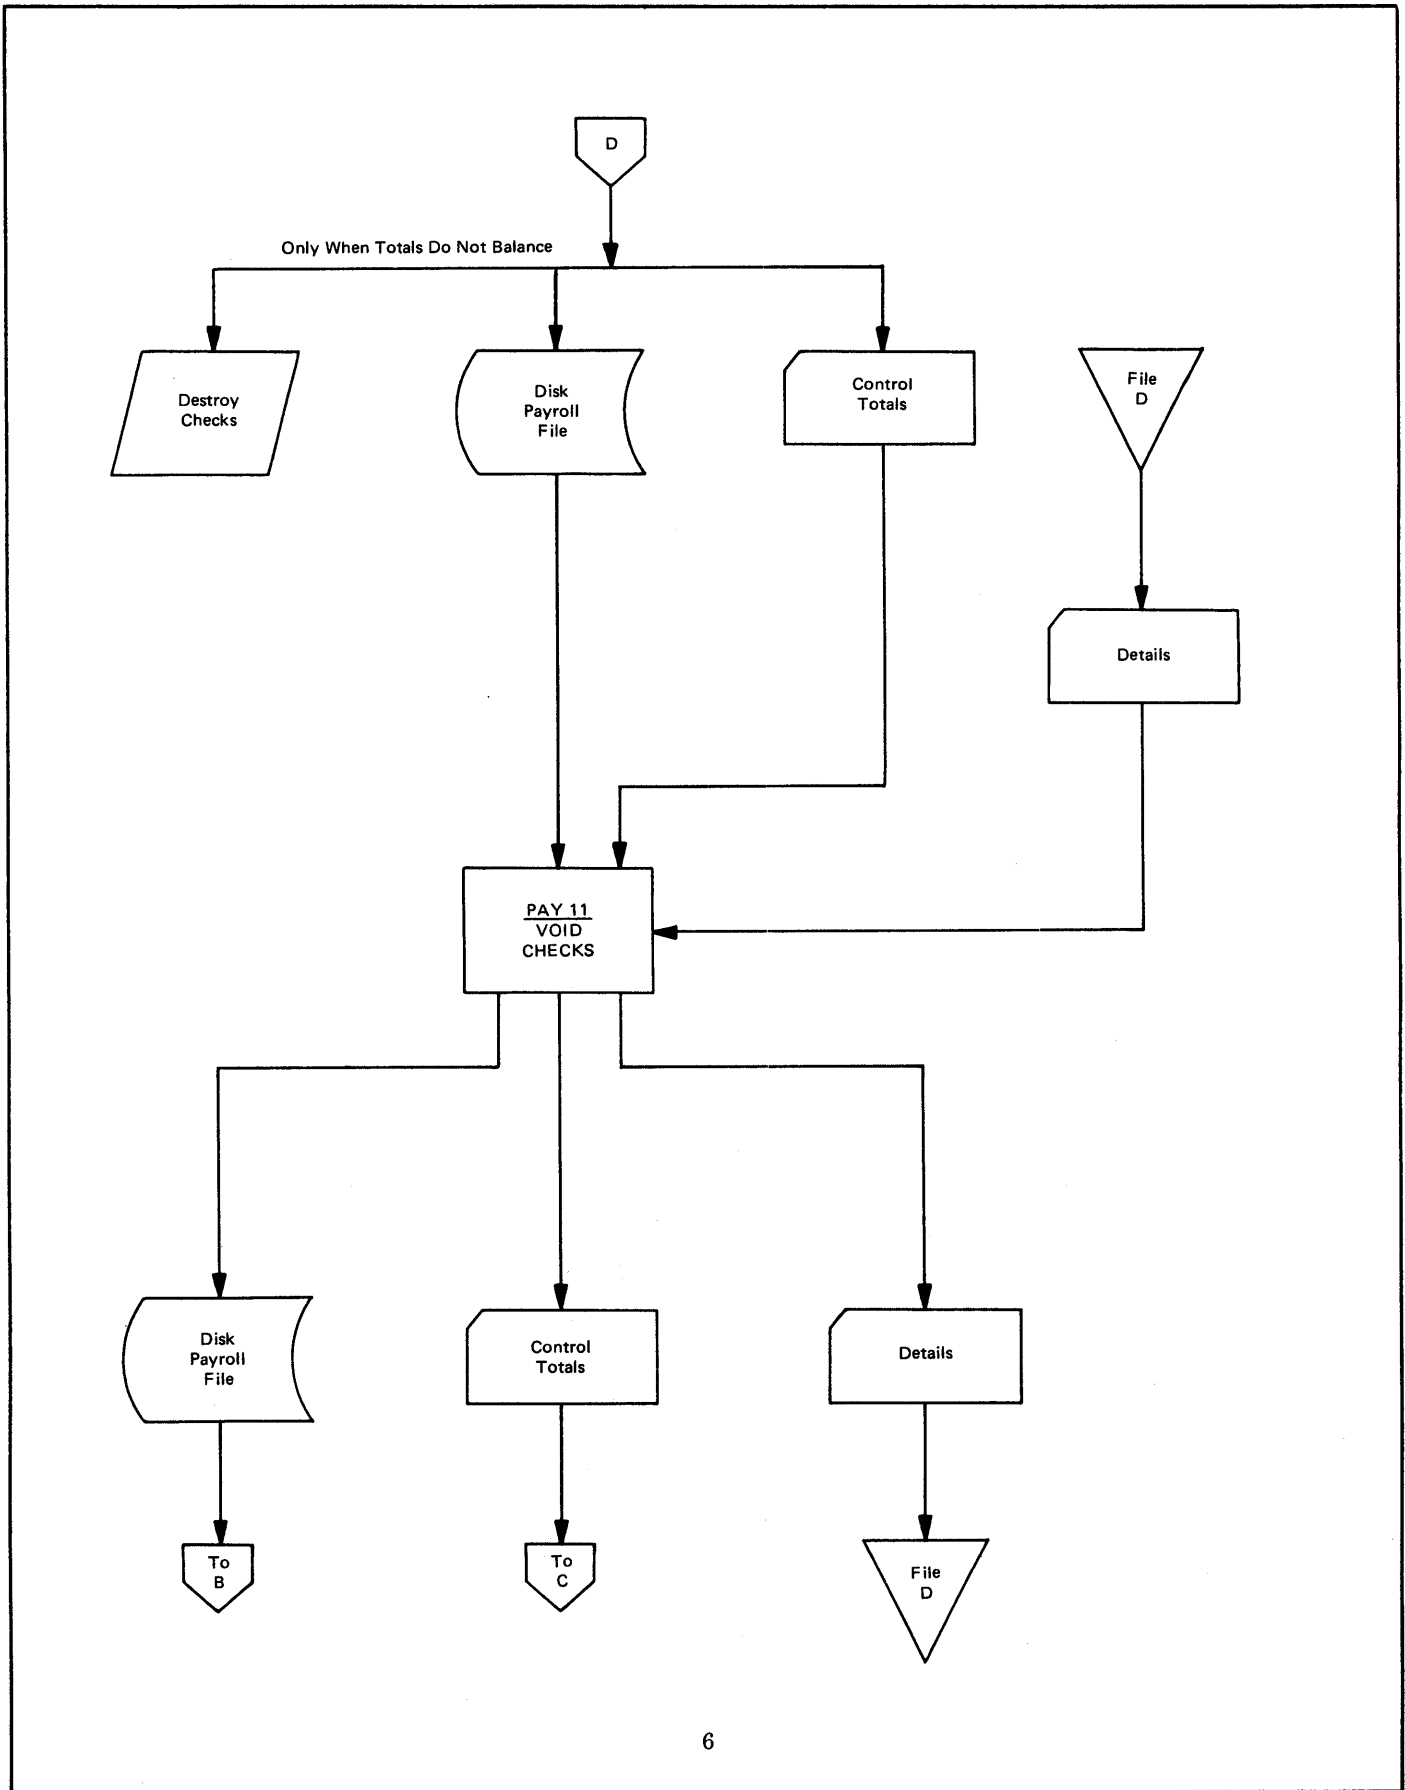 D
Only When Totals Do Not Balance
Destroy
Checks
Disk
Payroll
File
Control
Totals
File
D
Details
PAY 11
VOID
CHECKS
Disk
Payroll
File
Control
Totals
Details
To
B
To
C
File
D
6